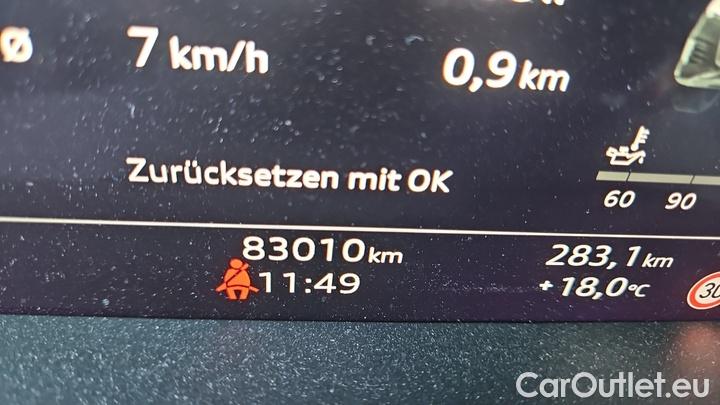 Ø 7 km/h 0,9 km
Zurücksetzen mit OK
60 90
83010 km 283,1 km
11:49 +18,0°C
30
CarOutlet.eu